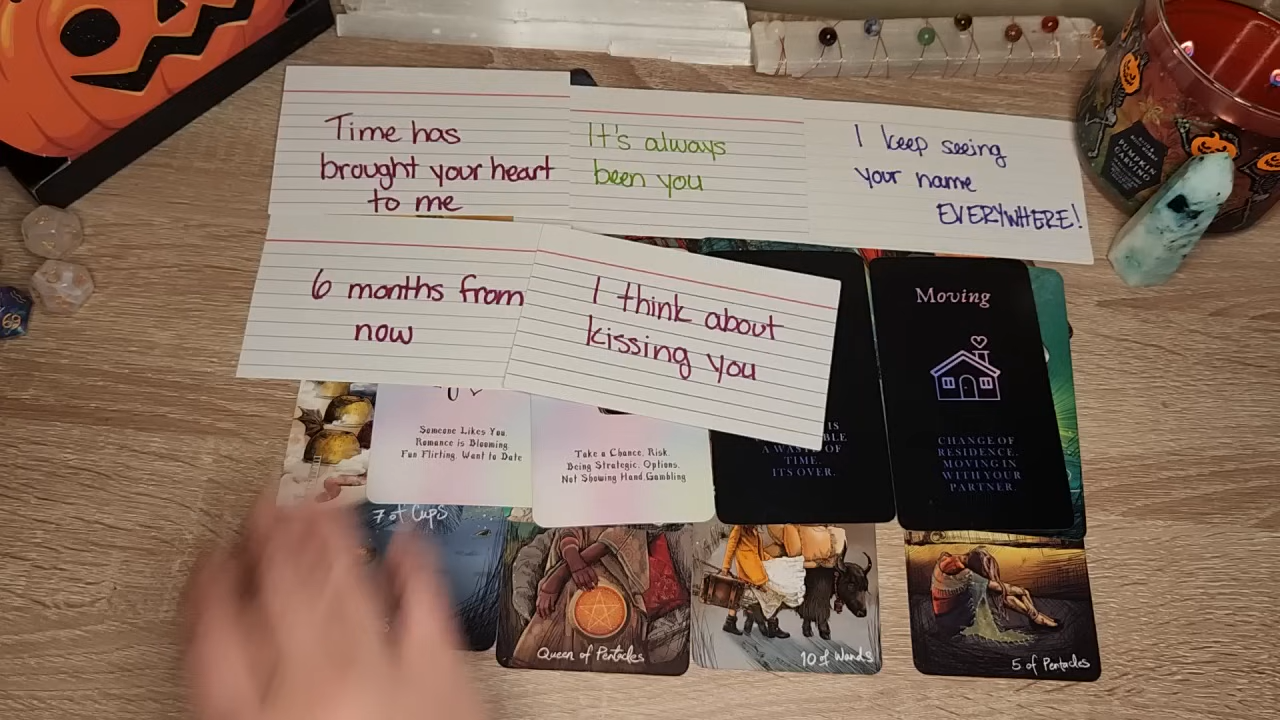 Time has
brought your heart
to me
It's always
been you
I keep seeing
your name
EVERYWHERE!
6 months from
now
I think about
kissing you
Moving
CHANGE OF
RESIDENCE.
MOVING IN
WITH YOUR
PARTNER.
Someone Likes You.
Romance is Blooming.
Fun Flirting. Want to Date
Take a Chance. Risk.
Being Strategic. Options.
Not Showing Hand.Gambling
IS
A WASTE OF
TIME.
ITS OVER.
7 of Cups
Queen of Pentacles
10 of Wands
5 of Pentacles
PUMPKIN
CARVING